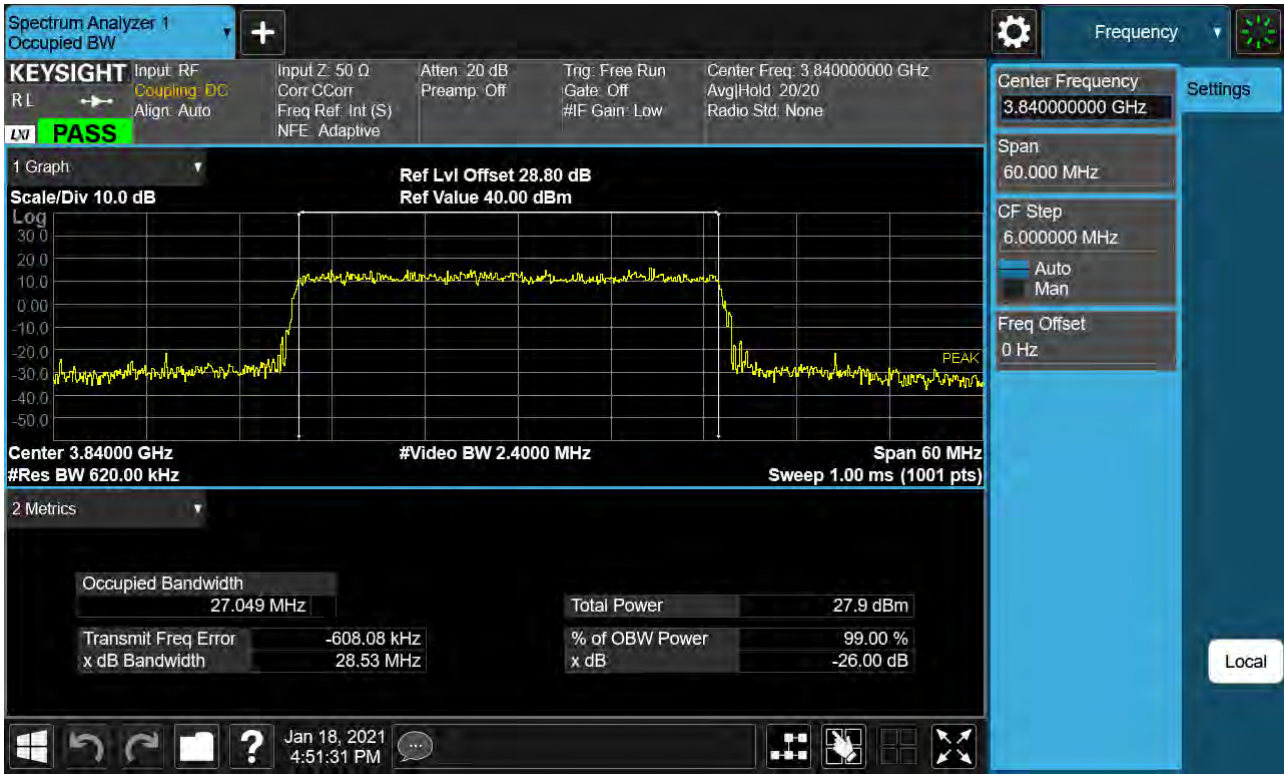 Spectrum Analyzer 1
Occupied BW
+
Frequency
KEYSIGHT
RL
LXI
PASS
Input: RF
Coupling: DC
Align: Auto
Input Z: 50 Ω
Corr CCorr
Freq Ref: Int (S)
NFE: Adaptive
Atten: 20 dB
Preamp: Off
Trig: Free Run
Gate: Off
#IF Gain: Low
Center Freq: 3.840000000 GHz
Avg|Hold: 20/20
Radio Std: None
Center Frequency
3.840000000 GHz
Settings
Span
60.000 MHz
CF Step
6.000000 MHz
Auto
Man
Freq Offset
0 Hz
Local
1 Graph
Scale/Div 10.0 dB
Ref Lvl Offset 28.80 dB
Ref Value 40.00 dBm
Log
30.0
20.0
10.0
0.00
-10.0
-20.0
-30.0
-40.0
-50.0
PEAK
Center 3.84000 GHz
#Video BW 2.4000 MHz
Span 60 MHz
#Res BW 620.00 kHz
Sweep 1.00 ms (1001 pts)
2 Metrics
Occupied Bandwidth
27.049 MHz
Total Power 27.9 dBm
Transmit Freq Error -608.08 kHz
% of OBW Power 99.00 %
x dB Bandwidth 28.53 MHz
x dB -26.00 dB
?
Jan 18, 2021
4:51:31 PM